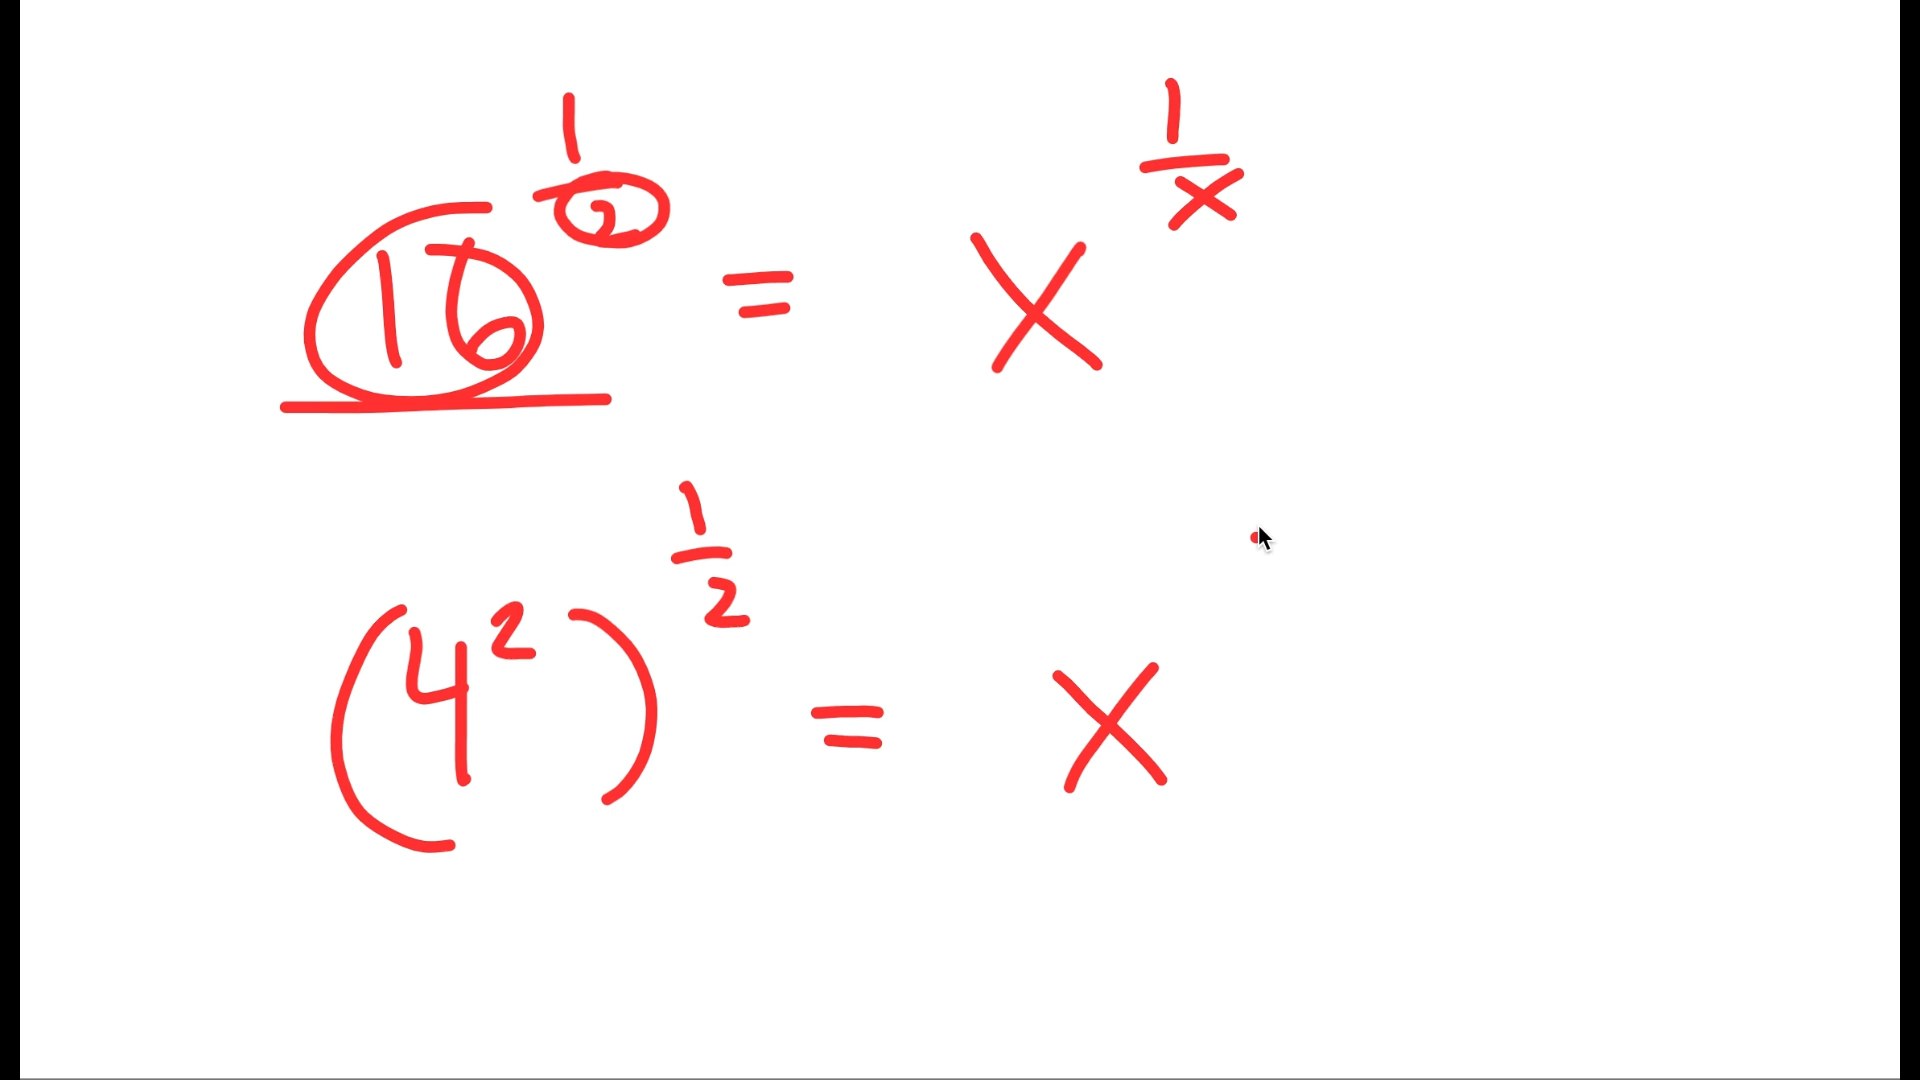 16^(1/2) = x^(1/x)
(4^2)^(1/2) = x